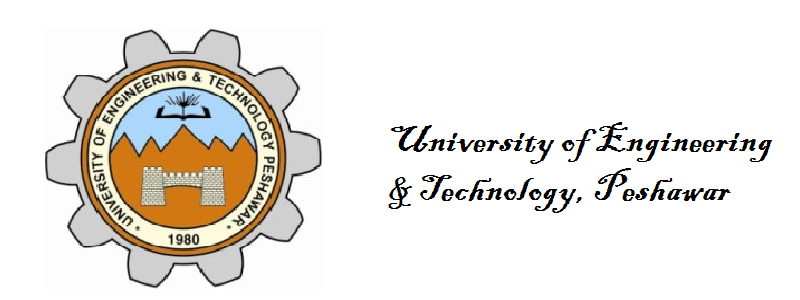 UNIVERSITY OF ENGINEERING & TECHNOLOGY PESHAWAR
* 1980 *
University of Engineering
& Technology, Peshawar